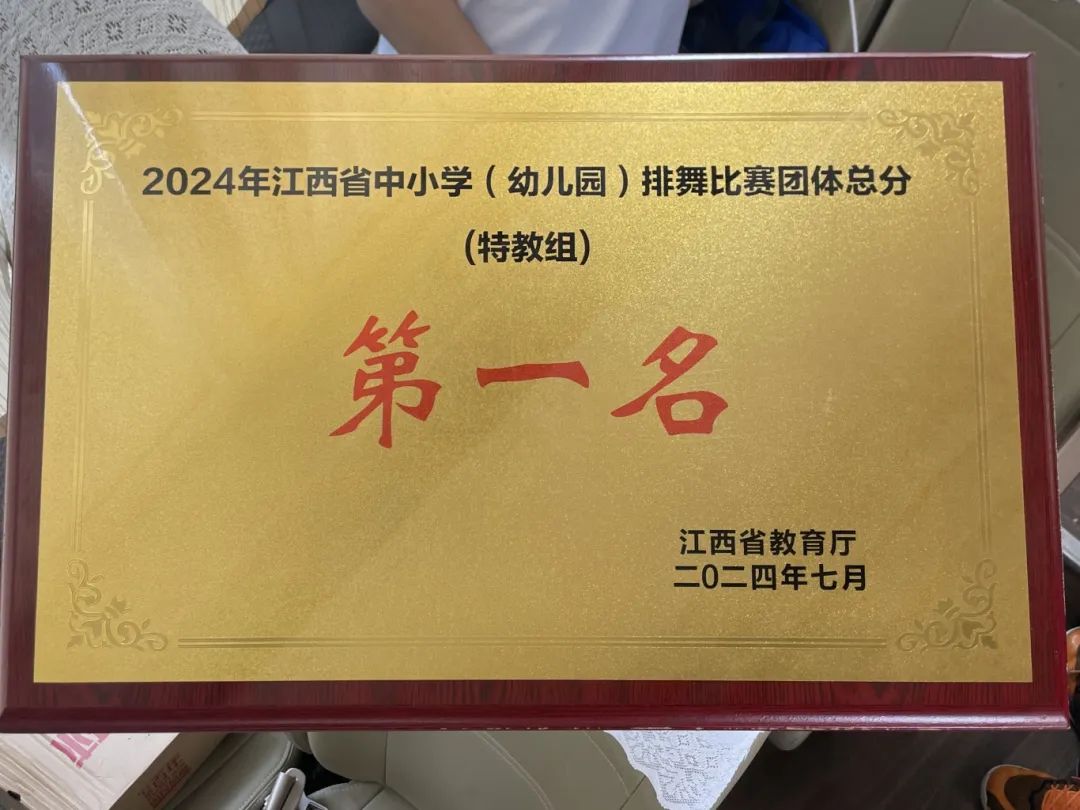 2024年江西省中小学（幼儿园）排舞比赛团体总分
(特教组)
第一名
江西省教育厅
二0二四年七月